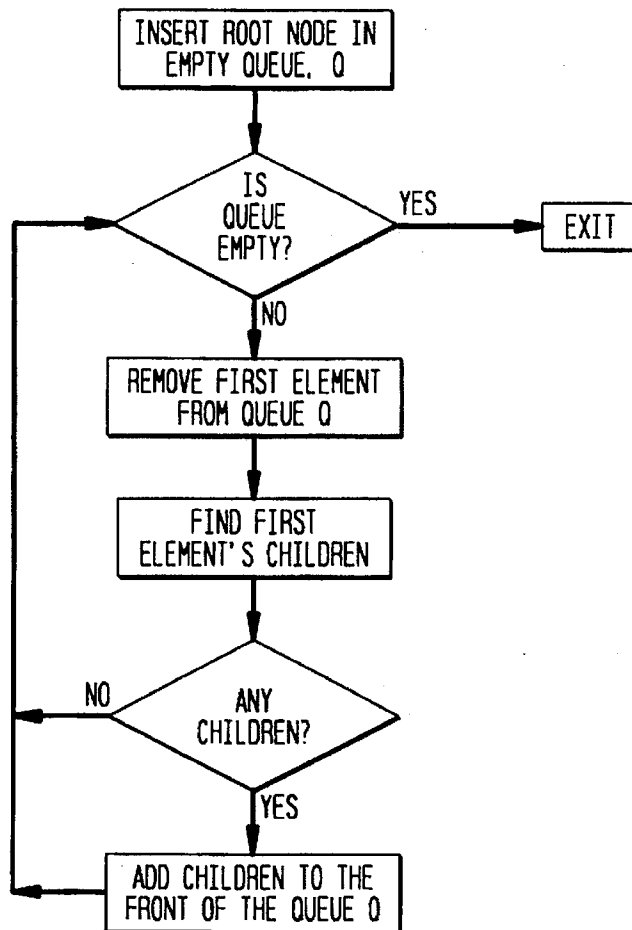 INSERT ROOT NODE IN
EMPTY QUEUE, Q
IS
QUEUE
EMPTY?
YES
EXIT
NO
REMOVE FIRST ELEMENT
FROM QUEUE Q
FIND FIRST
ELEMENT'S CHILDREN
NO
ANY
CHILDREN?
YES
ADD CHILDREN TO THE
FRONT OF THE QUEUE Q